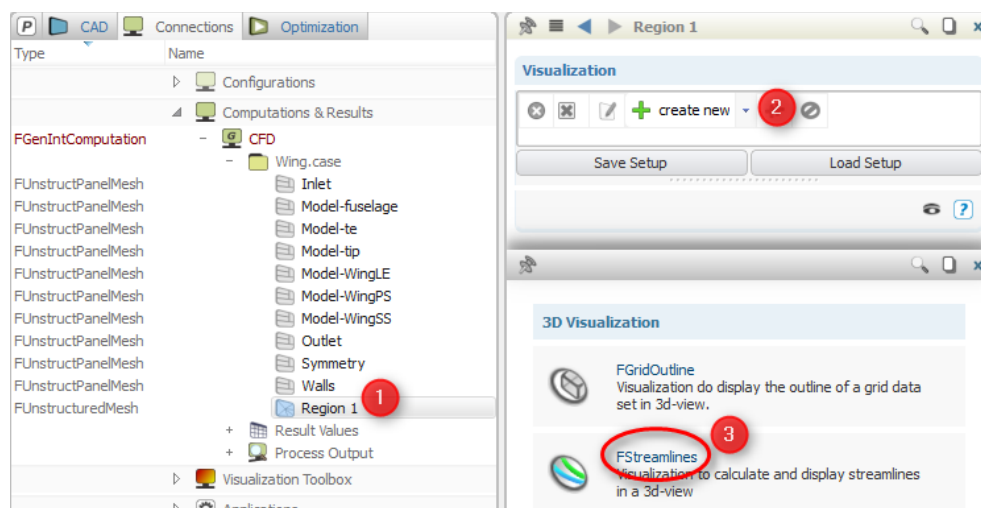 P CAD Connections Optimization
Type Name
Configurations
Computations & Results
FGenIntComputation G CFD
Wing.case
FUnstructPanelMesh Inlet
FUnstructPanelMesh Model-fuselage
FUnstructPanelMesh Model-te
FUnstructPanelMesh Model-tip
FUnstructPanelMesh Model-WingLE
FUnstructPanelMesh Model-WingPS
FUnstructPanelMesh Model-WingSS
FUnstructPanelMesh Outlet
FUnstructPanelMesh Symmetry
FUnstructPanelMesh Walls
FUnstructuredMesh Region 1
1
Result Values
Process Output
Visualization Toolbox
Region 1
Visualization
create new
2
Save Setup Load Setup
?
3D Visualization
FGridOutline
Visualization do display the outline of a grid data
set in 3d-view.
3
FStreamlines
Visualization to calculate and display streamlines
in a 3d-view